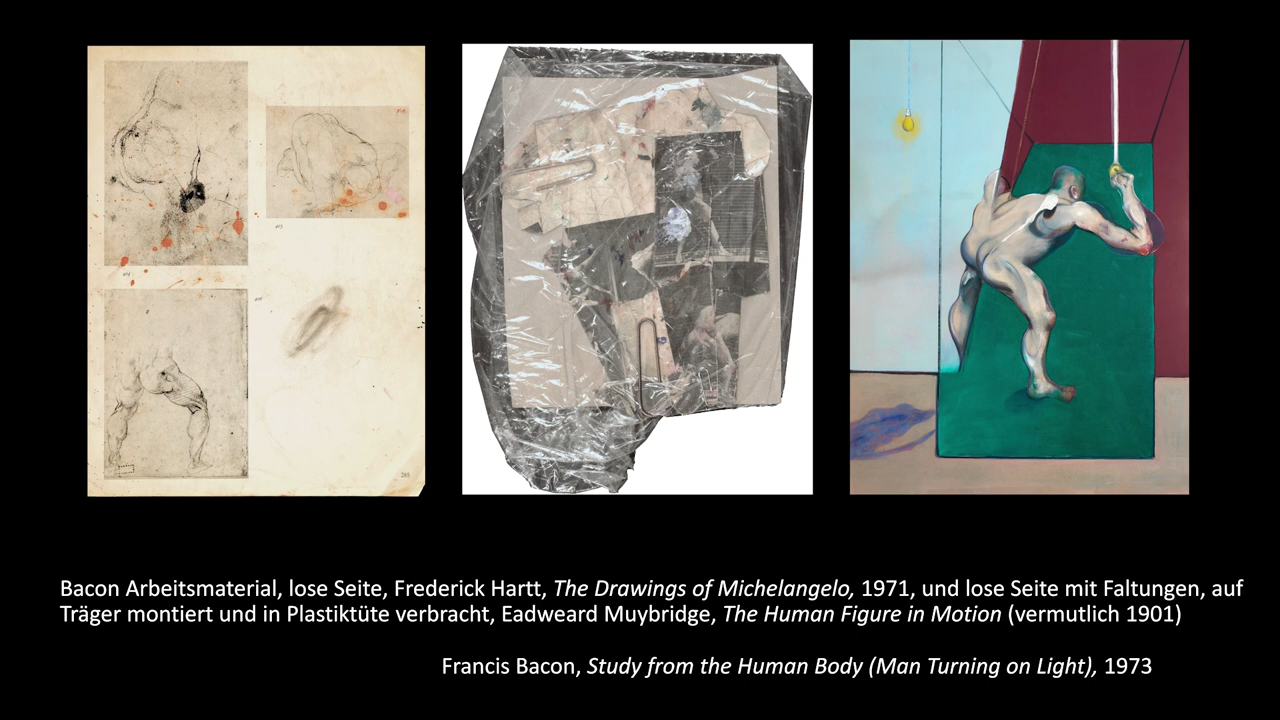 Bacon Arbeitsmaterial, lose Seite, Frederick Hartt, The Drawings of Michelangelo, 1971, und lose Seite mit Faltungen, auf
Träger montiert und in Plastiktüte verbracht, Eadweard Muybridge, The Human Figure in Motion (vermutlich 1901)
Francis Bacon, Study from the Human Body (Man Turning on Light), 1973